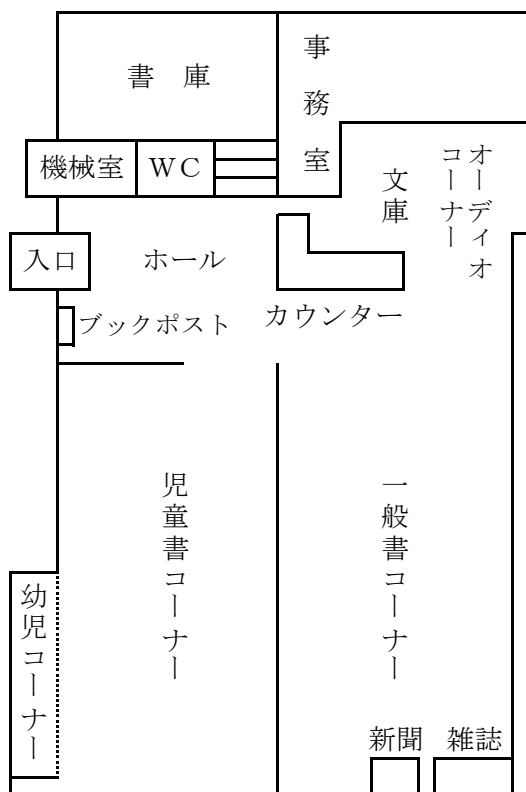 書庫
事務室
機械室
WC
オーディオ
コーナー
文庫
入口
ホール
カウンター
ブックポスト
児童書コーナー
一般書コーナー
幼児コーナー
新聞
雑誌